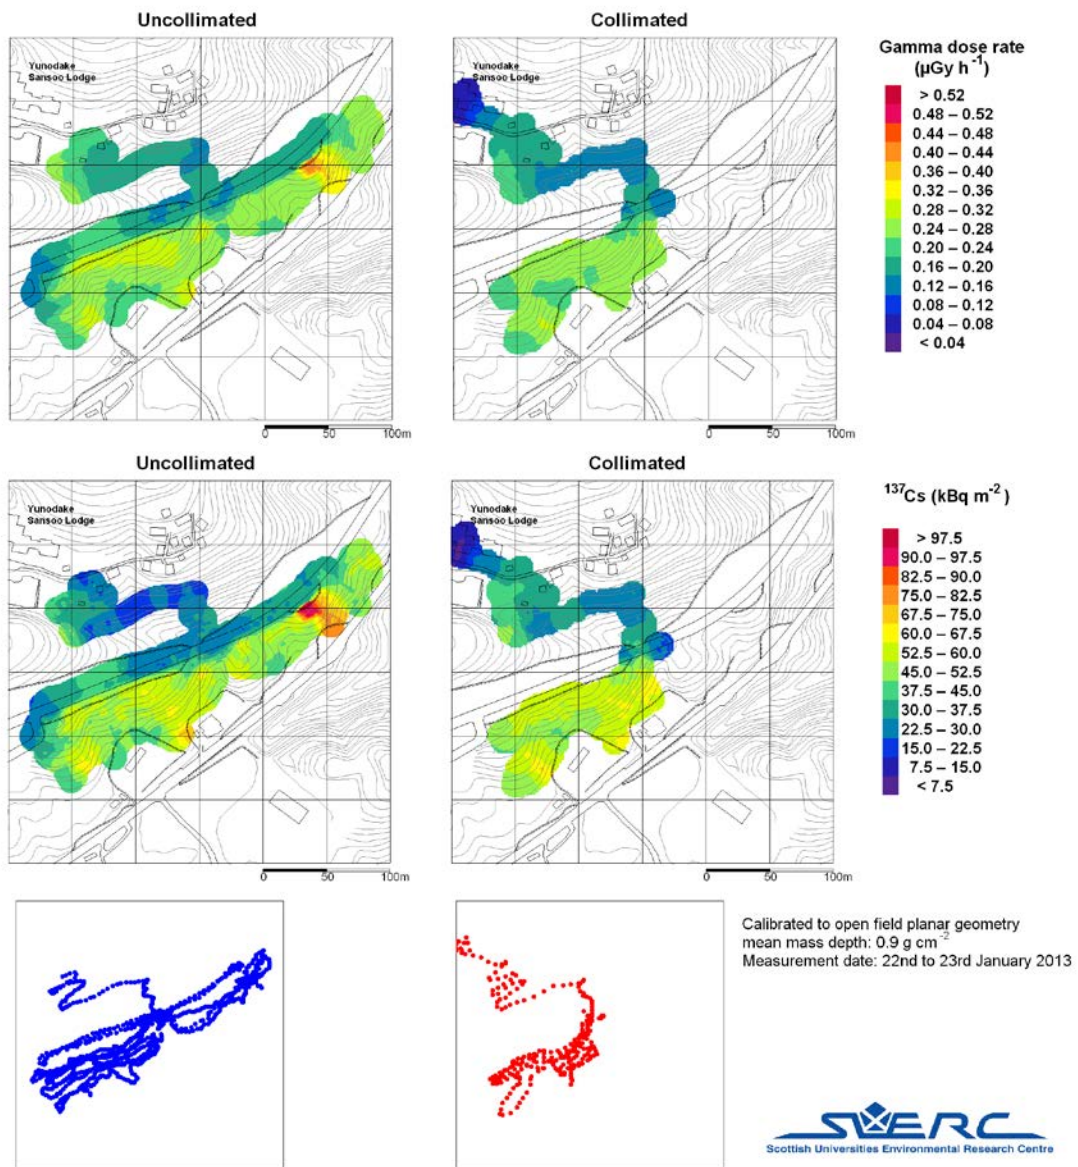 Uncollimated
Collimated
Gamma dose rate
(µGy h⁻¹)
> 0.52
0.48 – 0.52
0.44 – 0.48
0.40 – 0.44
0.36 – 0.40
0.32 – 0.36
0.28 – 0.32
0.24 – 0.28
0.20 – 0.24
0.16 – 0.20
0.12 – 0.16
0.08 – 0.12
0.04 – 0.08
< 0.04
Yunodake
Sansoo Lodge
Yunodake
Sansoo Lodge
0 50 100m
0 50 100m
Uncollimated
Collimated
¹³⁷Cs (kBq m⁻²)
> 97.5
90.0 – 97.5
82.5 – 90.0
75.0 – 82.5
67.5 – 75.0
60.0 – 67.5
52.5 – 60.0
45.0 – 52.5
37.5 – 45.0
30.0 – 37.5
22.5 – 30.0
15.0 – 22.5
7.5 – 15.0
< 7.5
Yunodake
Sansoo Lodge
Yunodake
Sansoo Lodge
0 50 100m
0 50 100m
Calibrated to open field planar geometry
mean mass depth: 0.9 g cm⁻²
Measurement date: 22nd to 23rd January 2013
SUERC
Scottish Universities Environmental Research Centre